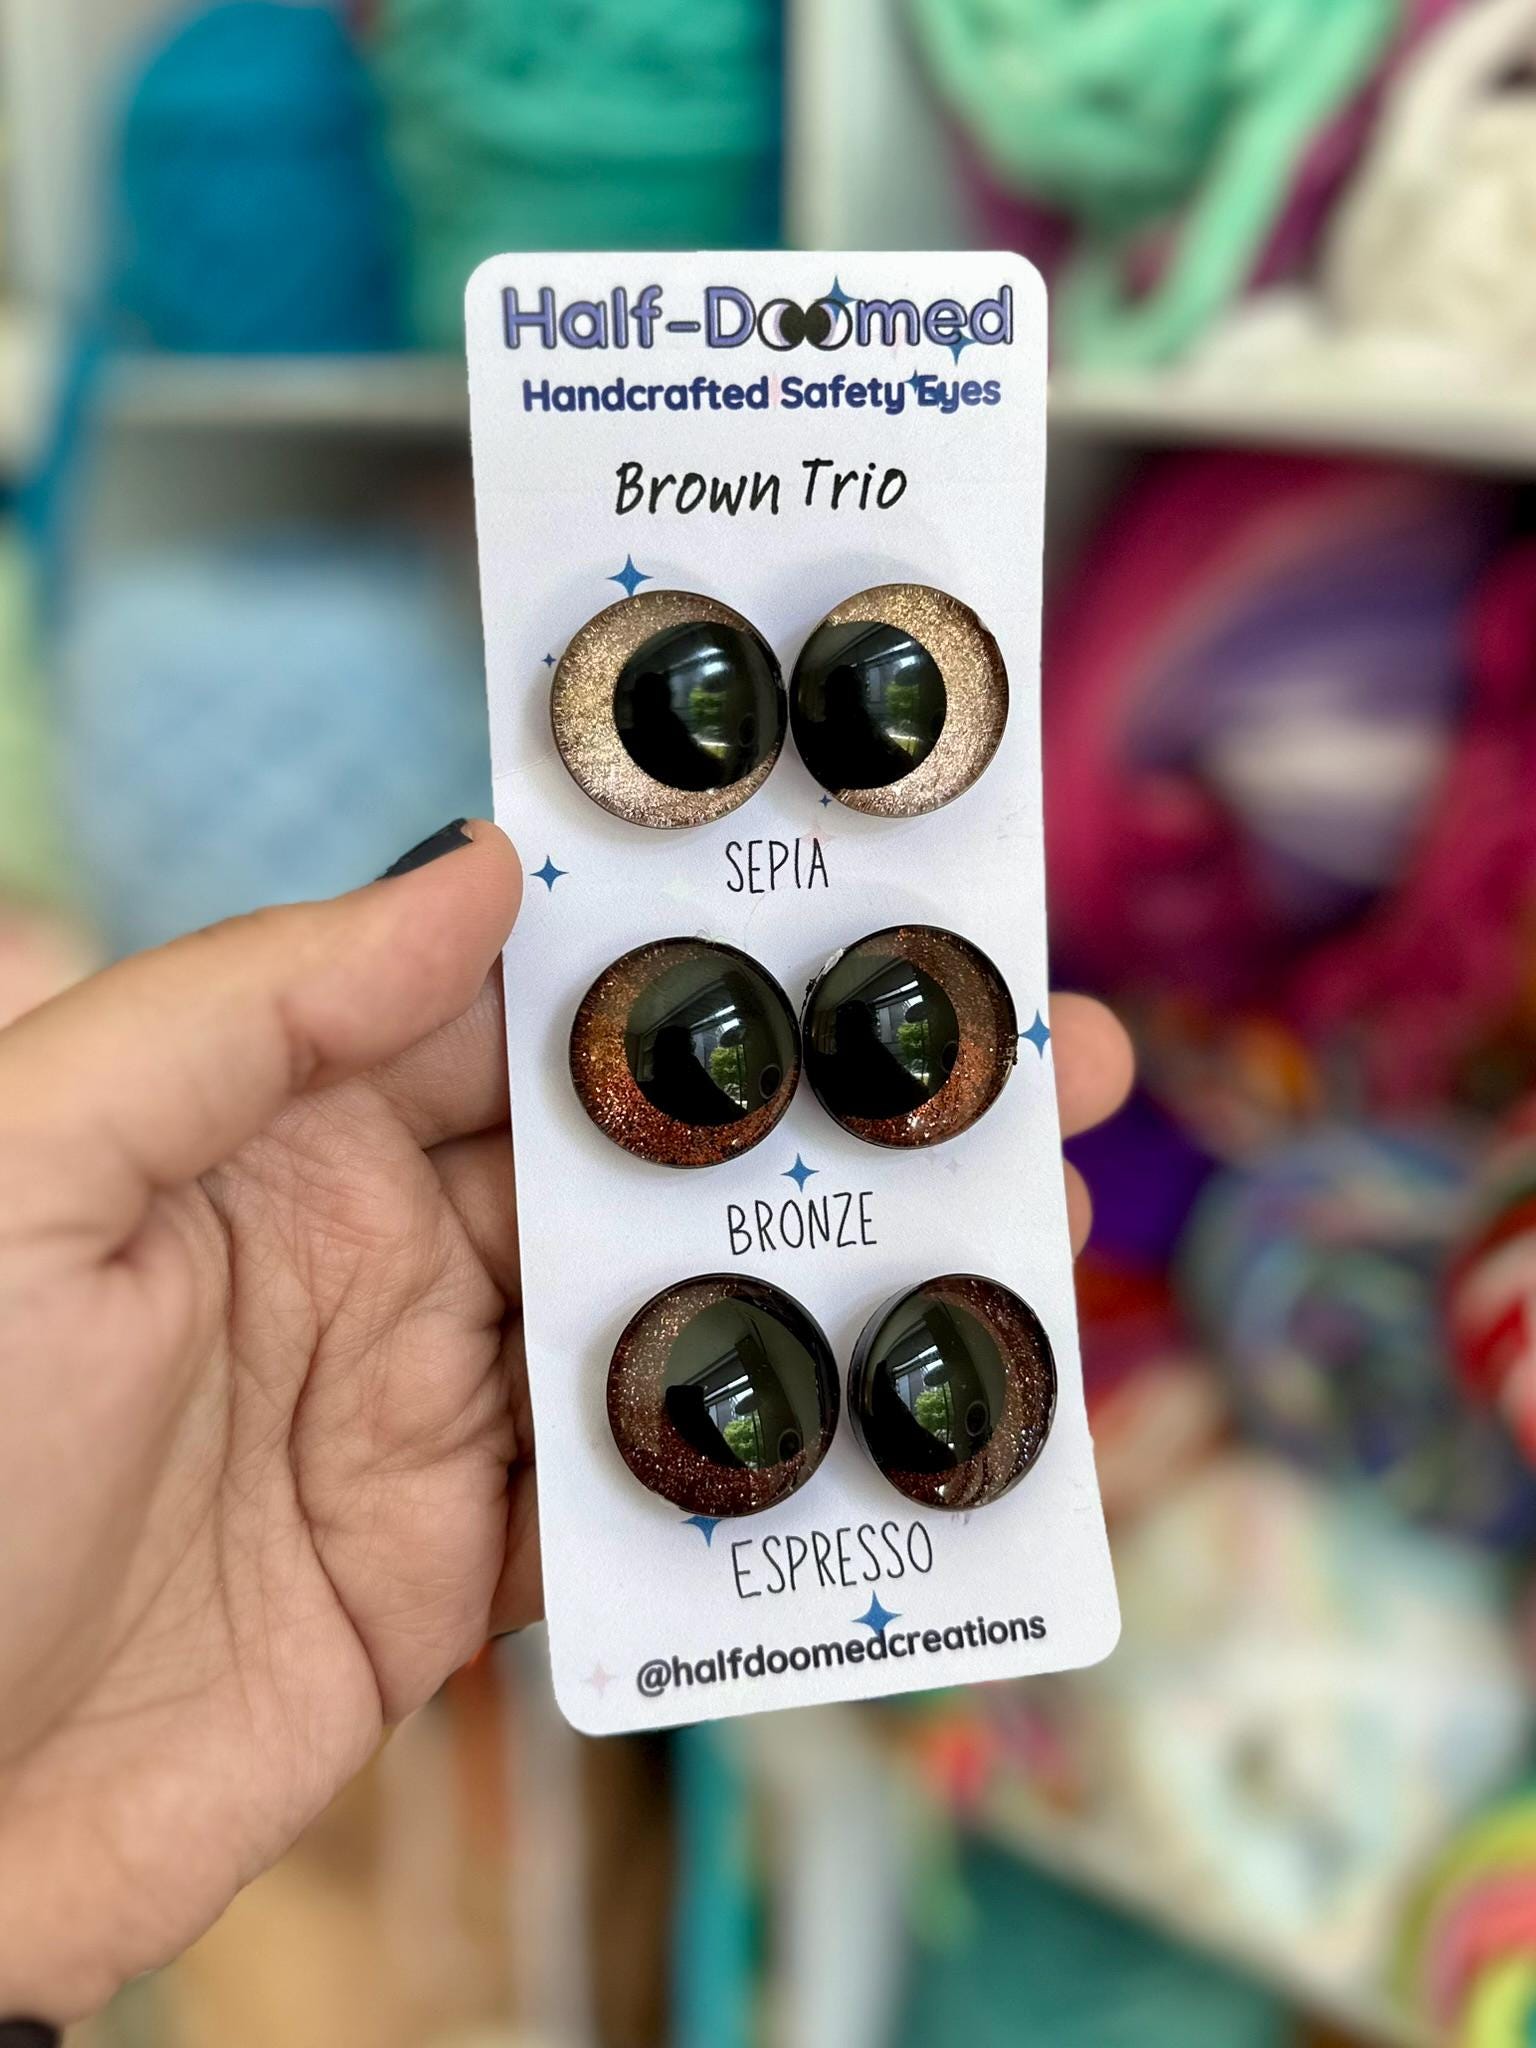 Half-Doomed
Handcrafted Safety Eyes
Brown Trio
SEPIA
BRONZE
ESPRESSO
@halfdoomedcreations